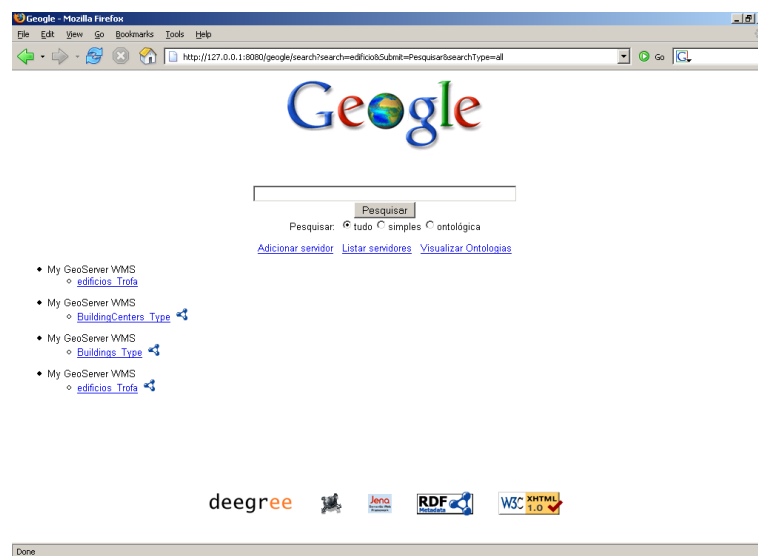 Geogle - Mozilla Firefox
File Edit View Go Bookmarks Tools Help
http://127.0.0.1:8080/geogle/search?search=edificio&Submit=Pesquisar&searchType=all Go G
Geogle
Pesquisar
Pesquisar: tudo simples ontológica
Adicionar servidor Listar servidores Visualizar Ontologias
My GeoServer WMS
edificios_Trofa
My GeoServer WMS
BuildingCenters_Type
My GeoServer WMS
Buildings_Type
My GeoServer WMS
edificios_Trofa
deegree Jena RDF W3C XHTML
Semantic Web Metadata 1.0
Framework
Done